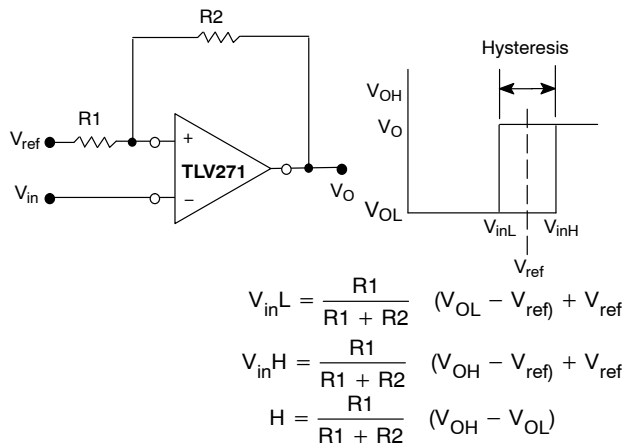 R2
Hysteresis
R1
V_OH
V_ref
+
V_O
TLV271
V_in
−
V_O
V_OL
V_inL
V_inH
V_ref
V_inL = R1 / (R1 + R2) (V_OL − V_ref) + V_ref
V_inH = R1 / (R1 + R2) (V_OH − V_ref) + V_ref
H = R1 / (R1 + R2) (V_OH − V_OL)